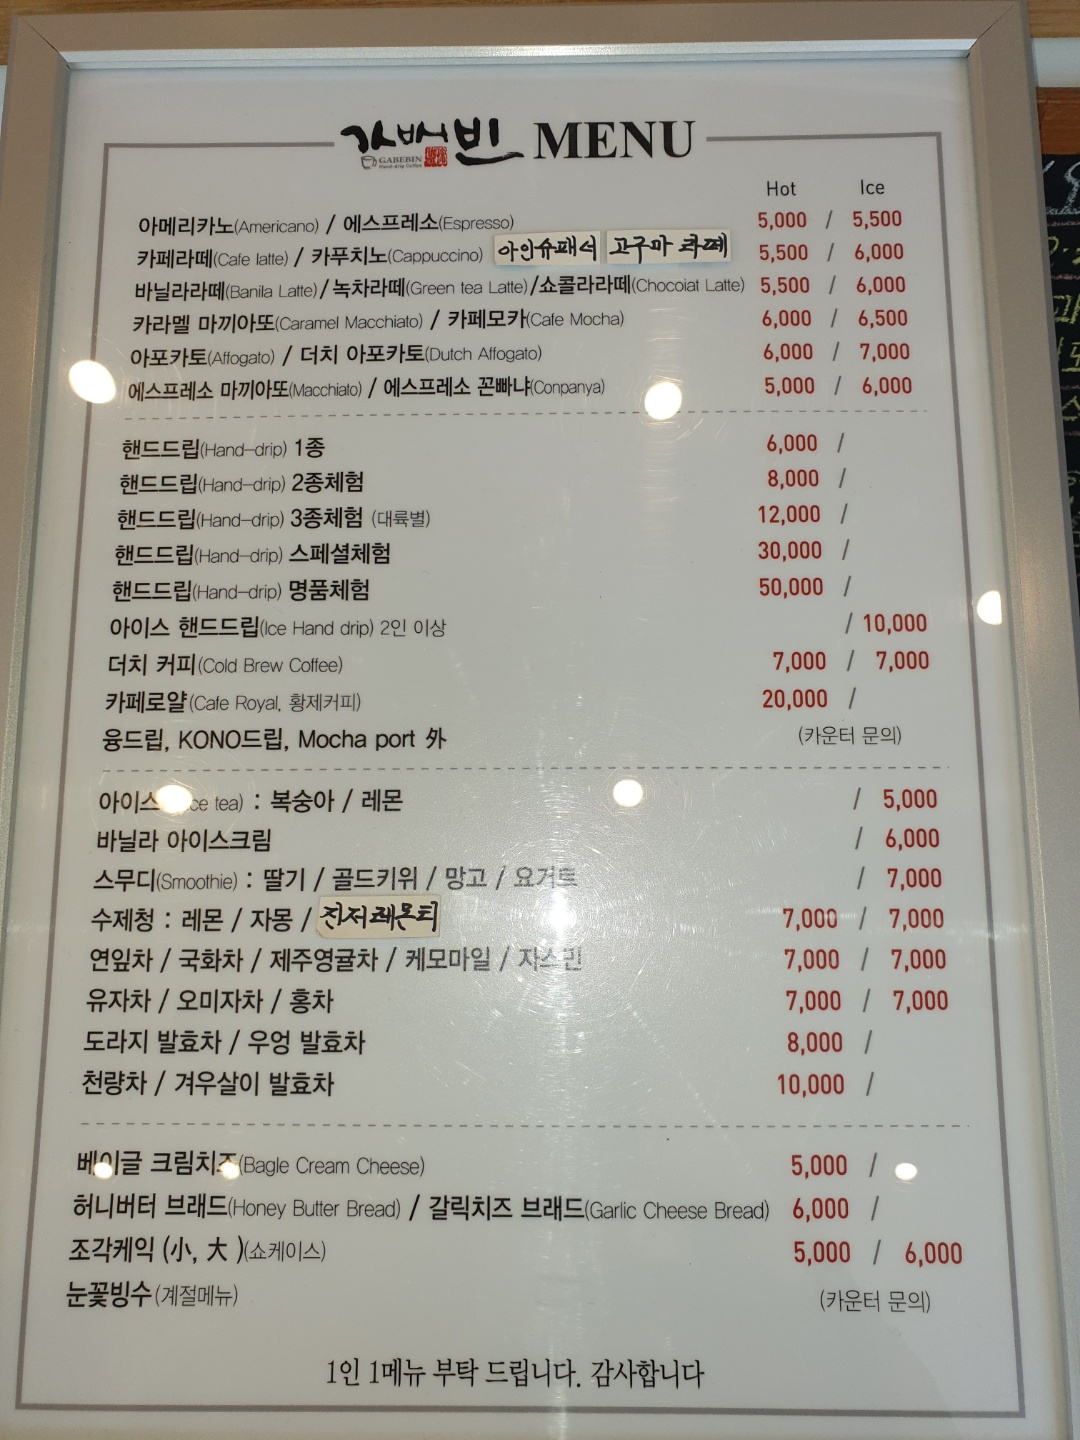 가배빈 MENU
GABEBIN
Hand-drip Coffee
Hot Ice
아메리카노(Americano) / 에스프레소(Espresso) 5,000 / 5,500
카페라떼(Cafe latte) / 카푸치노(Cappuccino) 아인슈패너 고구마 라떼 5,500 / 6,000
바닐라라떼(Banila Latte)/녹차라떼(Green tea Latte)/쇼콜라라떼(Chocoiat Latte) 5,500 / 6,000
카라멜 마끼아또(Caramel Macchiato) / 카페모카(Cafe Mocha) 6,000 / 6,500
아포카토(Affogato) / 더치 아포카토(Dutch Affogato) 6,000 / 7,000
에스프레소 마끼아또(Macchiato) / 에스프레소 꼰빠냐(Conpanya) 5,000 / 6,000
핸드드립(Hand-drip) 1종 6,000 /
핸드드립(Hand-drip) 2종체험 8,000 /
핸드드립(Hand-drip) 3종체험 (대륙별) 12,000 /
핸드드립(Hand-drip) 스페셜체험 30,000 /
핸드드립(Hand-drip) 명품체험 50,000 /
아이스 핸드드립(Ice Hand drip) 2인 이상 / 10,000
더치 커피(Cold Brew Coffee) 7,000 / 7,000
카페로얄(Cafe Royal, 황제커피) 20,000 /
융드립, KONO드립, Mocha port 外 (카운터 문의)
아이스 tea) : 복숭아 / 레몬 / 5,000
바닐라 아이스크림 / 6,000
스무디(Smoothie) : 딸기 / 골드키위 / 망고 / 요거트 / 7,000
수제청 : 레몬 / 자몽 / 진저레몬티 7,000 / 7,000
연잎차 / 국화차 / 제주영귤차 / 케모마일 / 자스민 7,000 / 7,000
유자차 / 오미자차 / 홍차 7,000 / 7,000
도라지 발효차 / 우엉 발효차 8,000 /
천량차 / 겨우살이 발효차 10,000 /
베이글 크림치즈(Bagle Cream Cheese) 5,000 /
허니버터 브래드(Honey Butter Bread) / 갈릭치즈 브래드(Garlic Cheese Bread) 6,000 /
조각케익 (小, 大 )(쇼케이스) 5,000 / 6,000
눈꽃빙수(계절메뉴) (카운터 문의)
1인 1메뉴 부탁 드립니다. 감사합니다